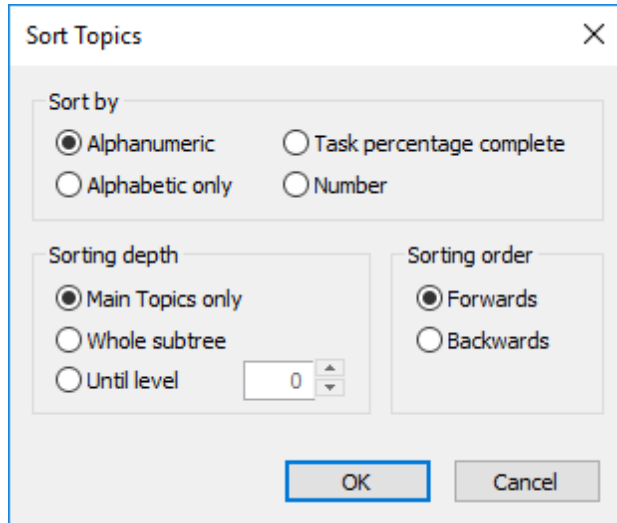 Sort Topics
Sort by
Alphanumeric
Task percentage complete
Alphabetic only
Number
Sorting depth
Main Topics only
Whole subtree
Until level 0
Sorting order
Forwards
Backwards
OK
Cancel